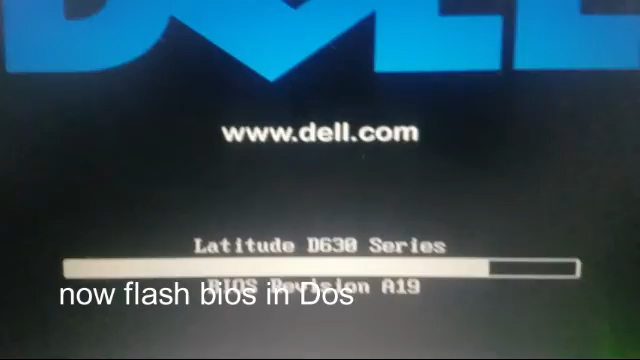 DELL
www.dell.com
Latitude D630 Series
BIOS Revision A19
now flash bios in Dos